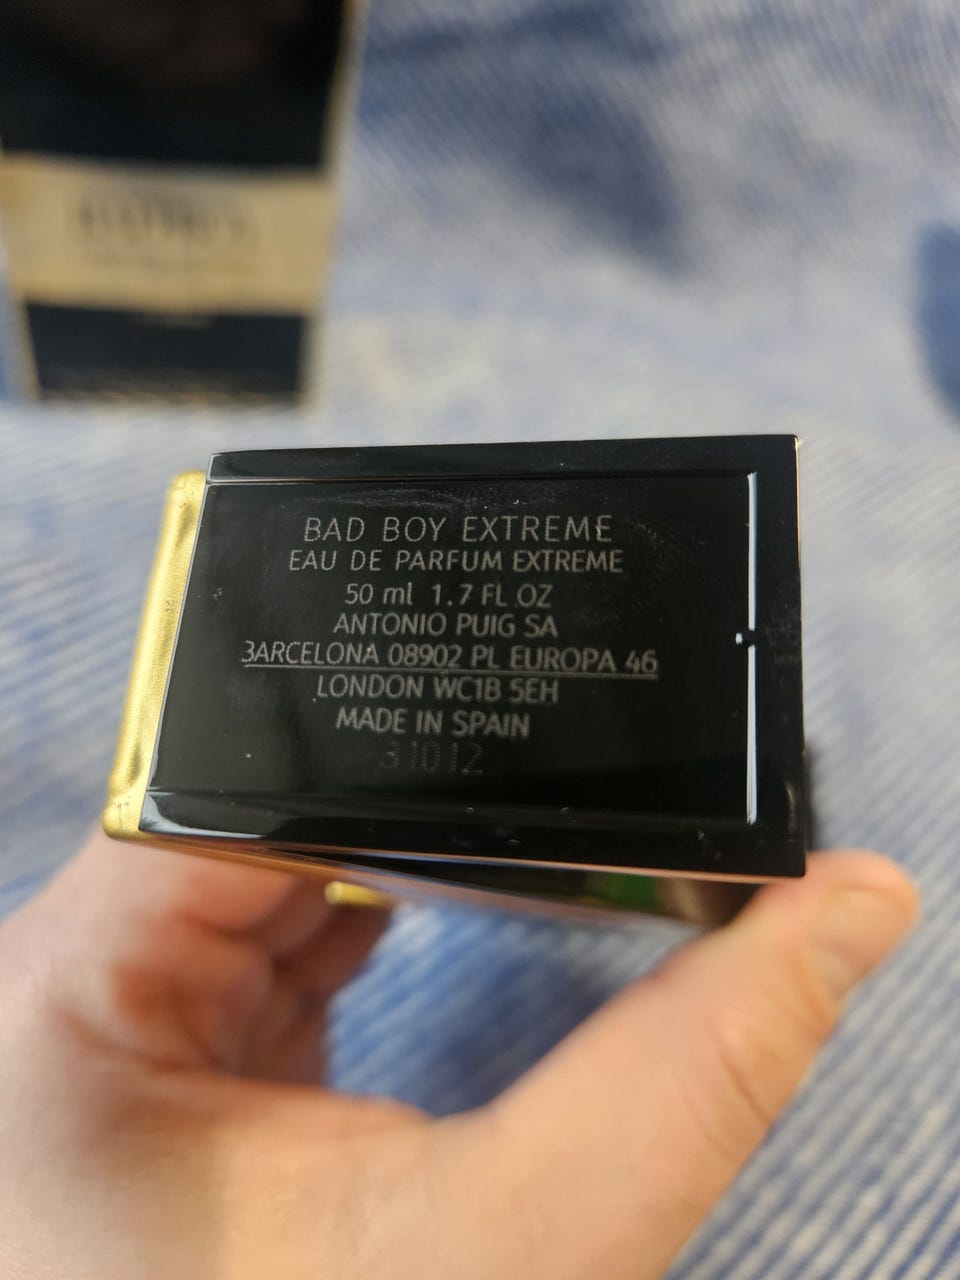 BAD BOY EXTREME
EAU DE PARFUM EXTREME
50 ml 1.7 FL OZ
ANTONIO PUIG SA
BARCELONA 08902 PL EUROPA 46
LONDON WC1B 5EH
MADE IN SPAIN
31012